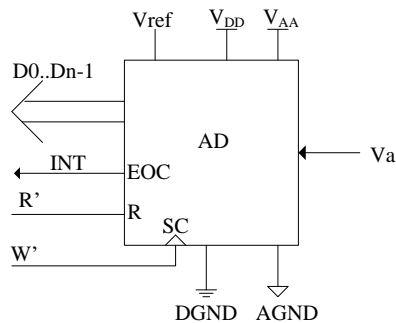 Vref V_DD V_AA
D0..Dn-1
AD
INT EOC
Va
R' R
SC
W'
DGND AGND